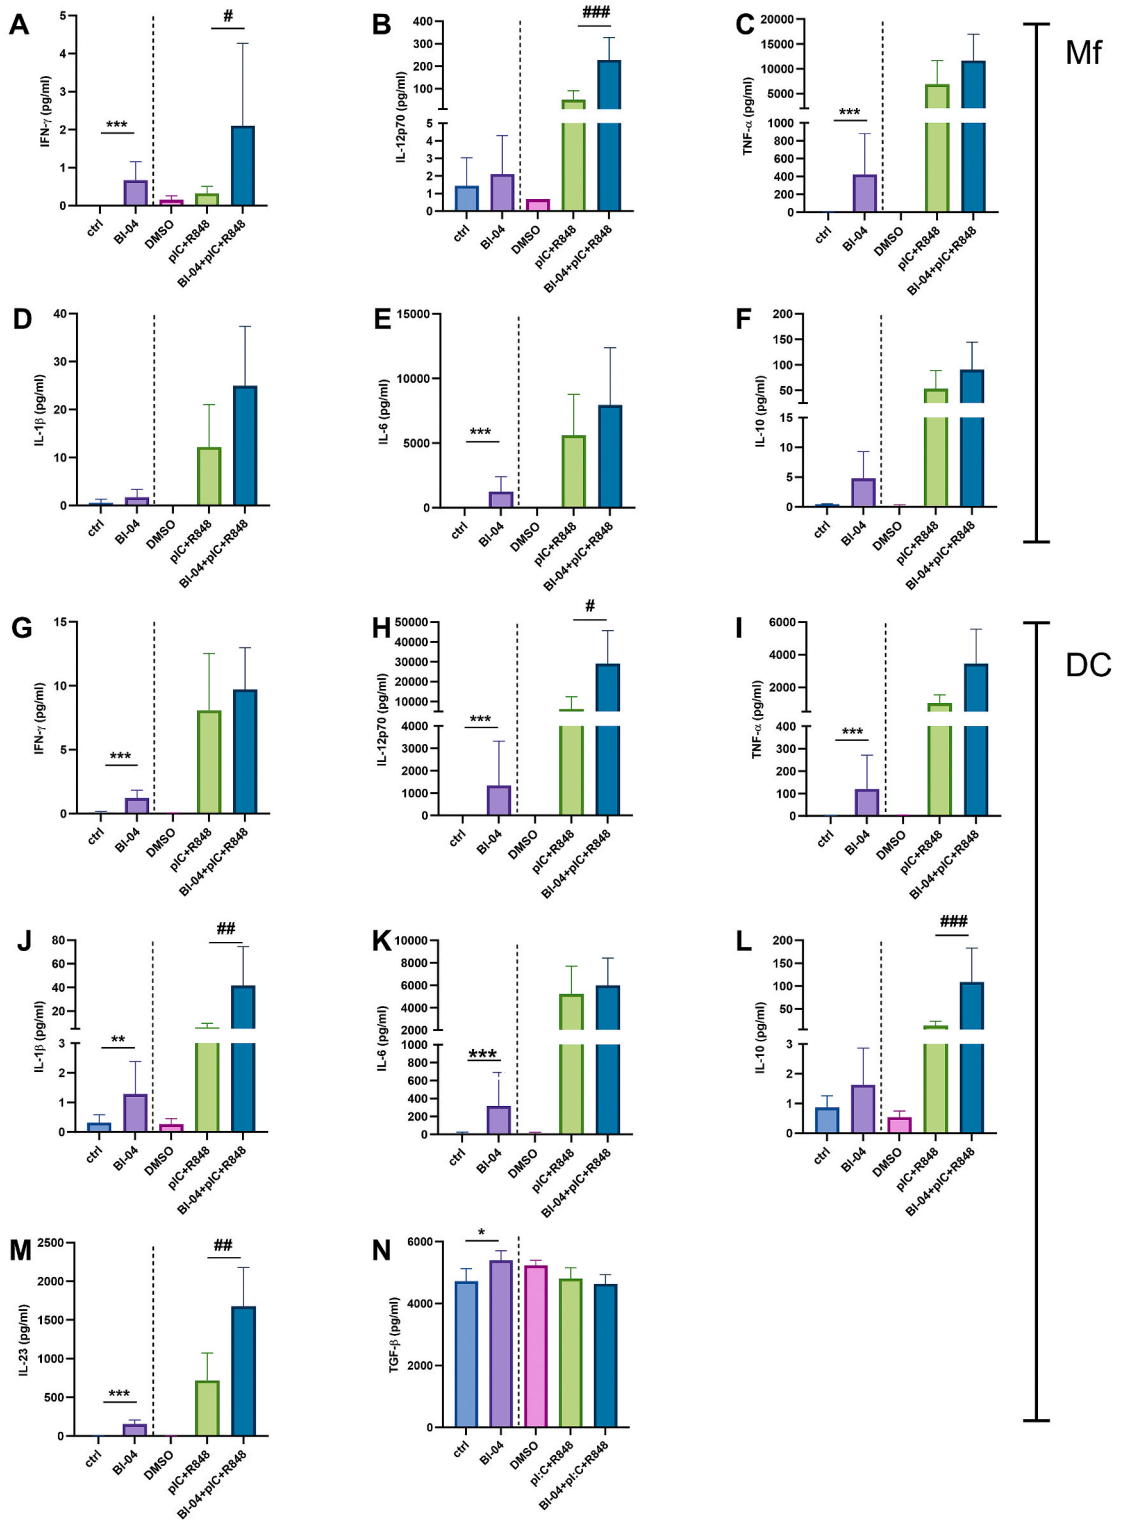 A
IFN-γ (pg/ml)
5
4
3
2
1
0
***
#
ctrl
BI-04
DMSO
pIC+R848
BI-04+pIC+R848
B
IL-12p70 (pg/ml)
400
300
200
100
5
4
3
2
1
0
###
ctrl
BI-04
DMSO
pIC+R848
BI-04+pIC+R848
C
TNF-α (pg/ml)
20000
15000
10000
5000
1000
800
600
400
200
0
***
ctrl
BI-04
DMSO
pIC+R848
BI-04+pIC+R848
Mf
D
IL-1β (pg/ml)
40
30
20
10
0
ctrl
BI-04
DMSO
pIC+R848
BI-04+pIC+R848
E
IL-6 (pg/ml)
15000
10000
5000
0
***
ctrl
BI-04
DMSO
pIC+R848
BI-04+pIC+R848
F
IL-10 (pg/ml)
200
150
100
50
15
10
5
0
ctrl
BI-04
DMSO
pIC+R848
BI-04+pIC+R848
G
IFN-γ (pg/ml)
15
10
5
0
***
ctrl
BI-04
DMSO
pIC+R848
BI-04+pIC+R848
H
IL-12p70 (pg/ml)
50000
40000
30000
20000
10000
4000
3000
2000
1000
0
***
#
ctrl
BI-04
DMSO
pIC+R848
BI-04+pIC+R848
I
TNF-α (pg/ml)
6000
4000
2000
400
300
200
100
0
***
ctrl
BI-04
DMSO
pIC+R848
BI-04+pIC+R848
DC
J
IL-1β (pg/ml)
80
60
40
20
3
2
1
0
**
##
ctrl
BI-04
DMSO
pIC+R848
BI-04+pIC+R848
K
IL-6 (pg/ml)
10000
8000
6000
4000
2000
1000
800
600
400
200
0
***
ctrl
BI-04
DMSO
pIC+R848
BI-04+pIC+R848
L
IL-10 (pg/ml)
200
150
100
50
3
2
1
0
###
ctrl
BI-04
DMSO
pIC+R848
BI-04+pIC+R848
M
IL-23 (pg/ml)
2500
2000
1500
1000
500
0
***
##
ctrl
BI-04
DMSO
pIC+R848
BI-04+pIC+R848
N
TGF-β (pg/ml)
6000
4000
2000
0
*
ctrl
BI-04
DMSO
pI:C+R848
BI-04+pI:C+R848